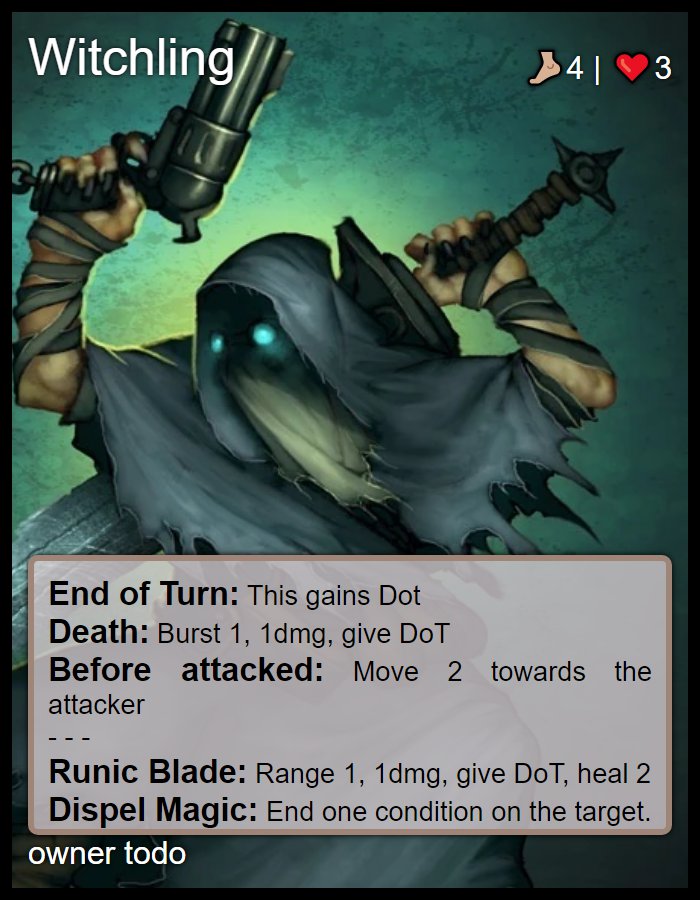 Witchling
🦶4 | ❤️3
End of Turn: This gains Dot
Death: Burst 1, 1dmg, give DoT
Before attacked: Move 2 towards the
attacker
- - -
Runic Blade: Range 1, 1dmg, give DoT, heal 2
Dispel Magic: End one condition on the target.
owner todo